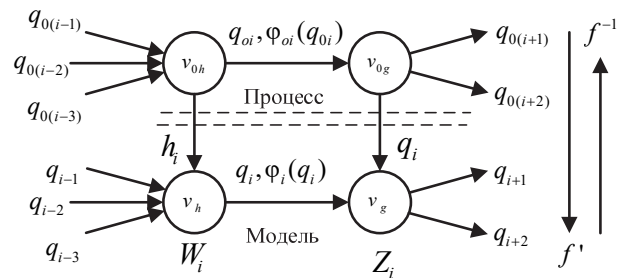 q₀₍ᵢ₋₁₎ q₀₍ᵢ₋₂₎ q₀₍ᵢ₋₃₎
v₀ₕ
qₒᵢ, φₒᵢ(q₀ᵢ)
v₀g
q₀₍ᵢ₊₁₎ q₀₍ᵢ₊₂₎
f⁻¹
Процесс
hᵢ
qᵢ
qᵢ₋₁ qᵢ₋₂ qᵢ₋₃
vₕ
qᵢ, φᵢ(qᵢ)
v_g
qᵢ₊₁ qᵢ₊₂
Wᵢ
Модель
Zᵢ
f'